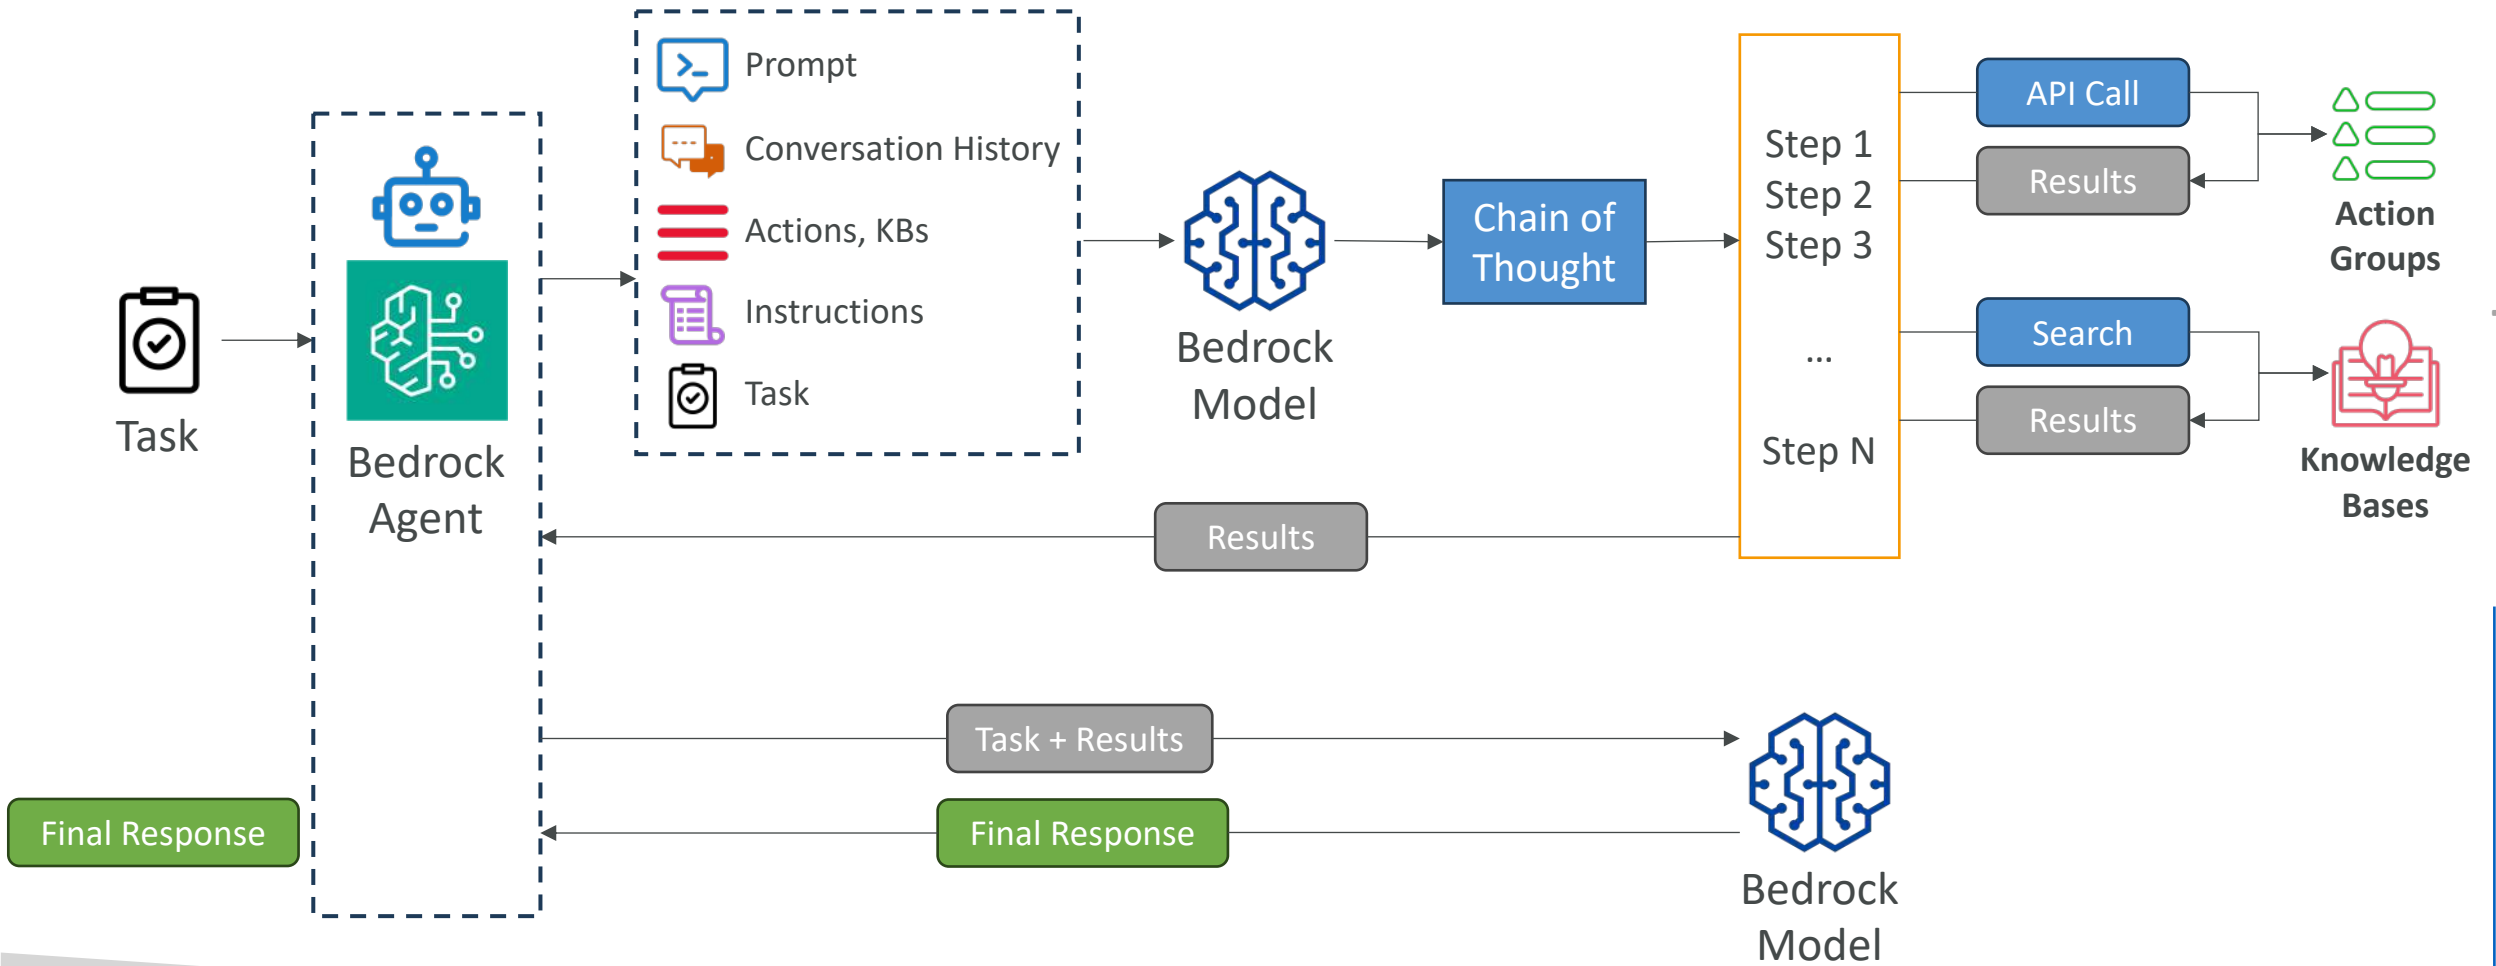 Task
Bedrock
Agent
Prompt
Conversation History
Actions, KBs
Instructions
Task
Bedrock
Model
Chain of
Thought
Step 1
Step 2
Step 3
...
Step N
API Call
Results
Action
Groups
Search
Results
Knowledge
Bases
Results
Task + Results
Final Response
Final Response
Bedrock
Model